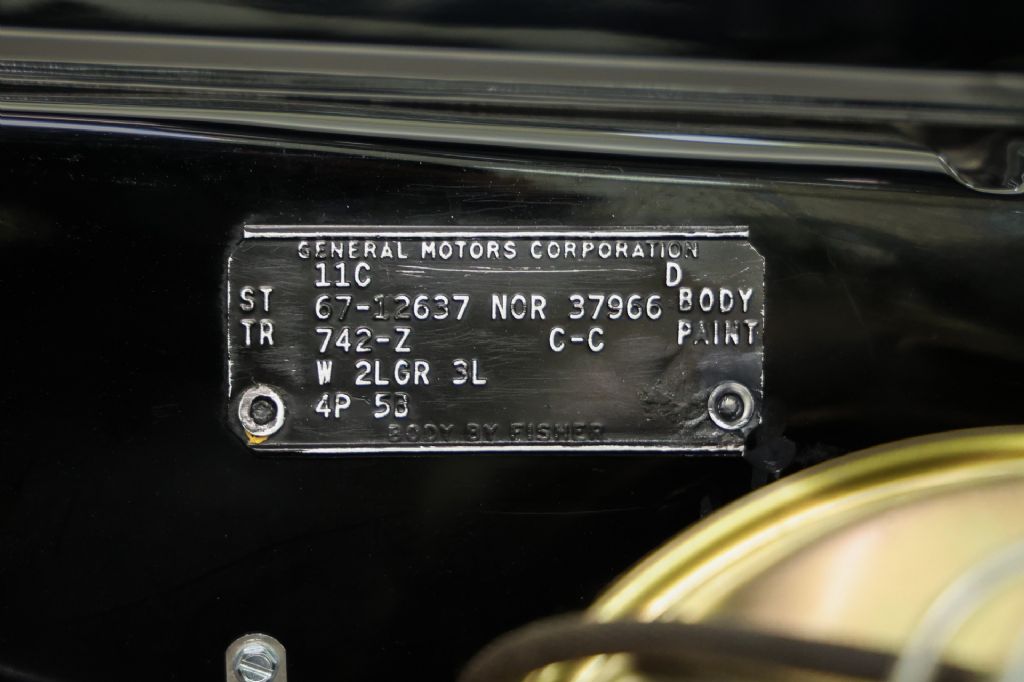 GENERAL MOTORS CORPORATION
11C D
ST 67-12637 NOR 37966 BODY
TR 742-Z C-C PAINT
W 2LGR 3L
4P 5B
BODY BY FISHER